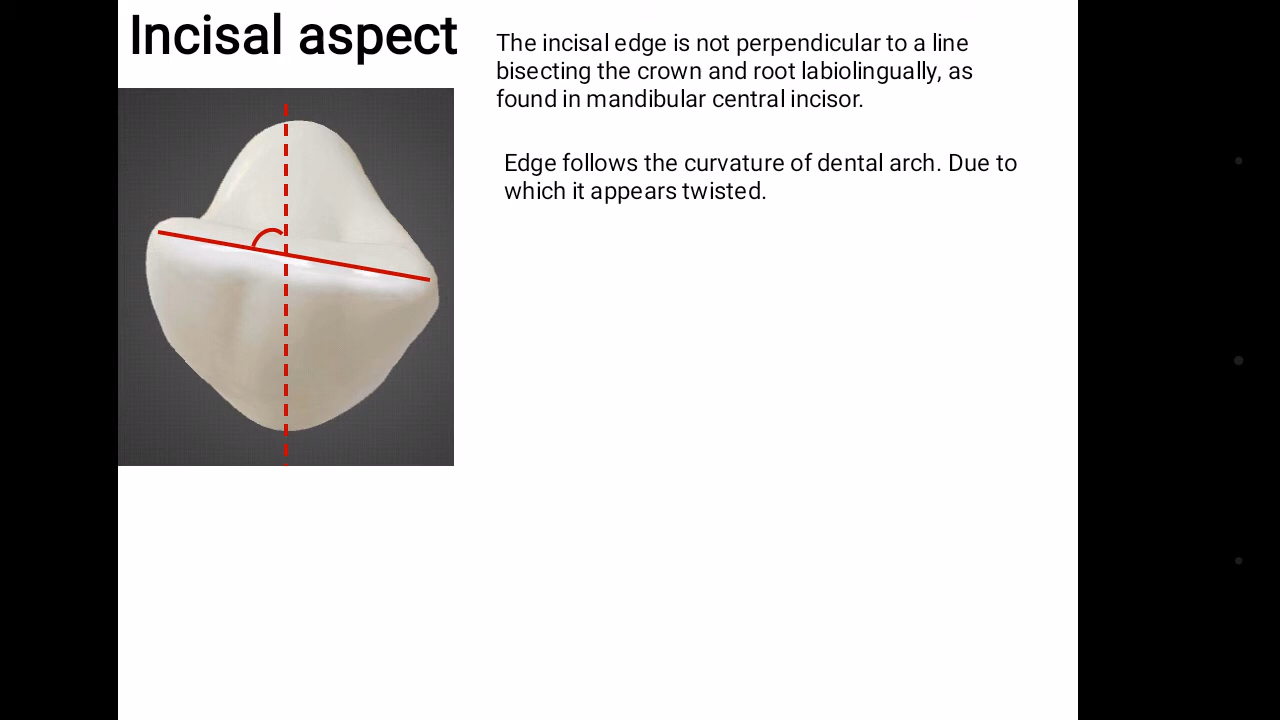 Incisal aspect
The incisal edge is not perpendicular to a line
bisecting the crown and root labiolingually, as
found in mandibular central incisor.
Edge follows the curvature of dental arch. Due to
which it appears twisted.